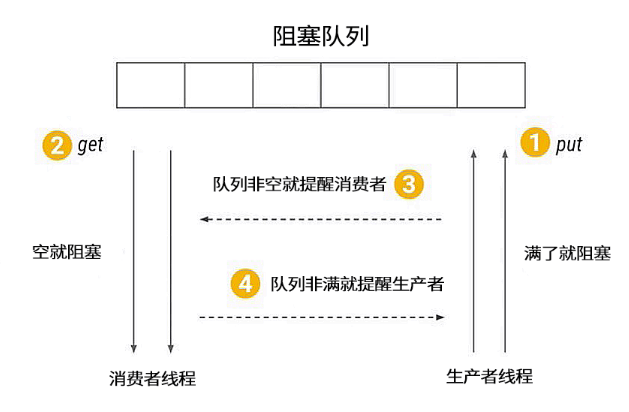 阻塞队列
2 get
1 put
队列非空就提醒消费者 3
空就阻塞
满了就阻塞
4 队列非满就提醒生产者
消费者线程
生产者线程